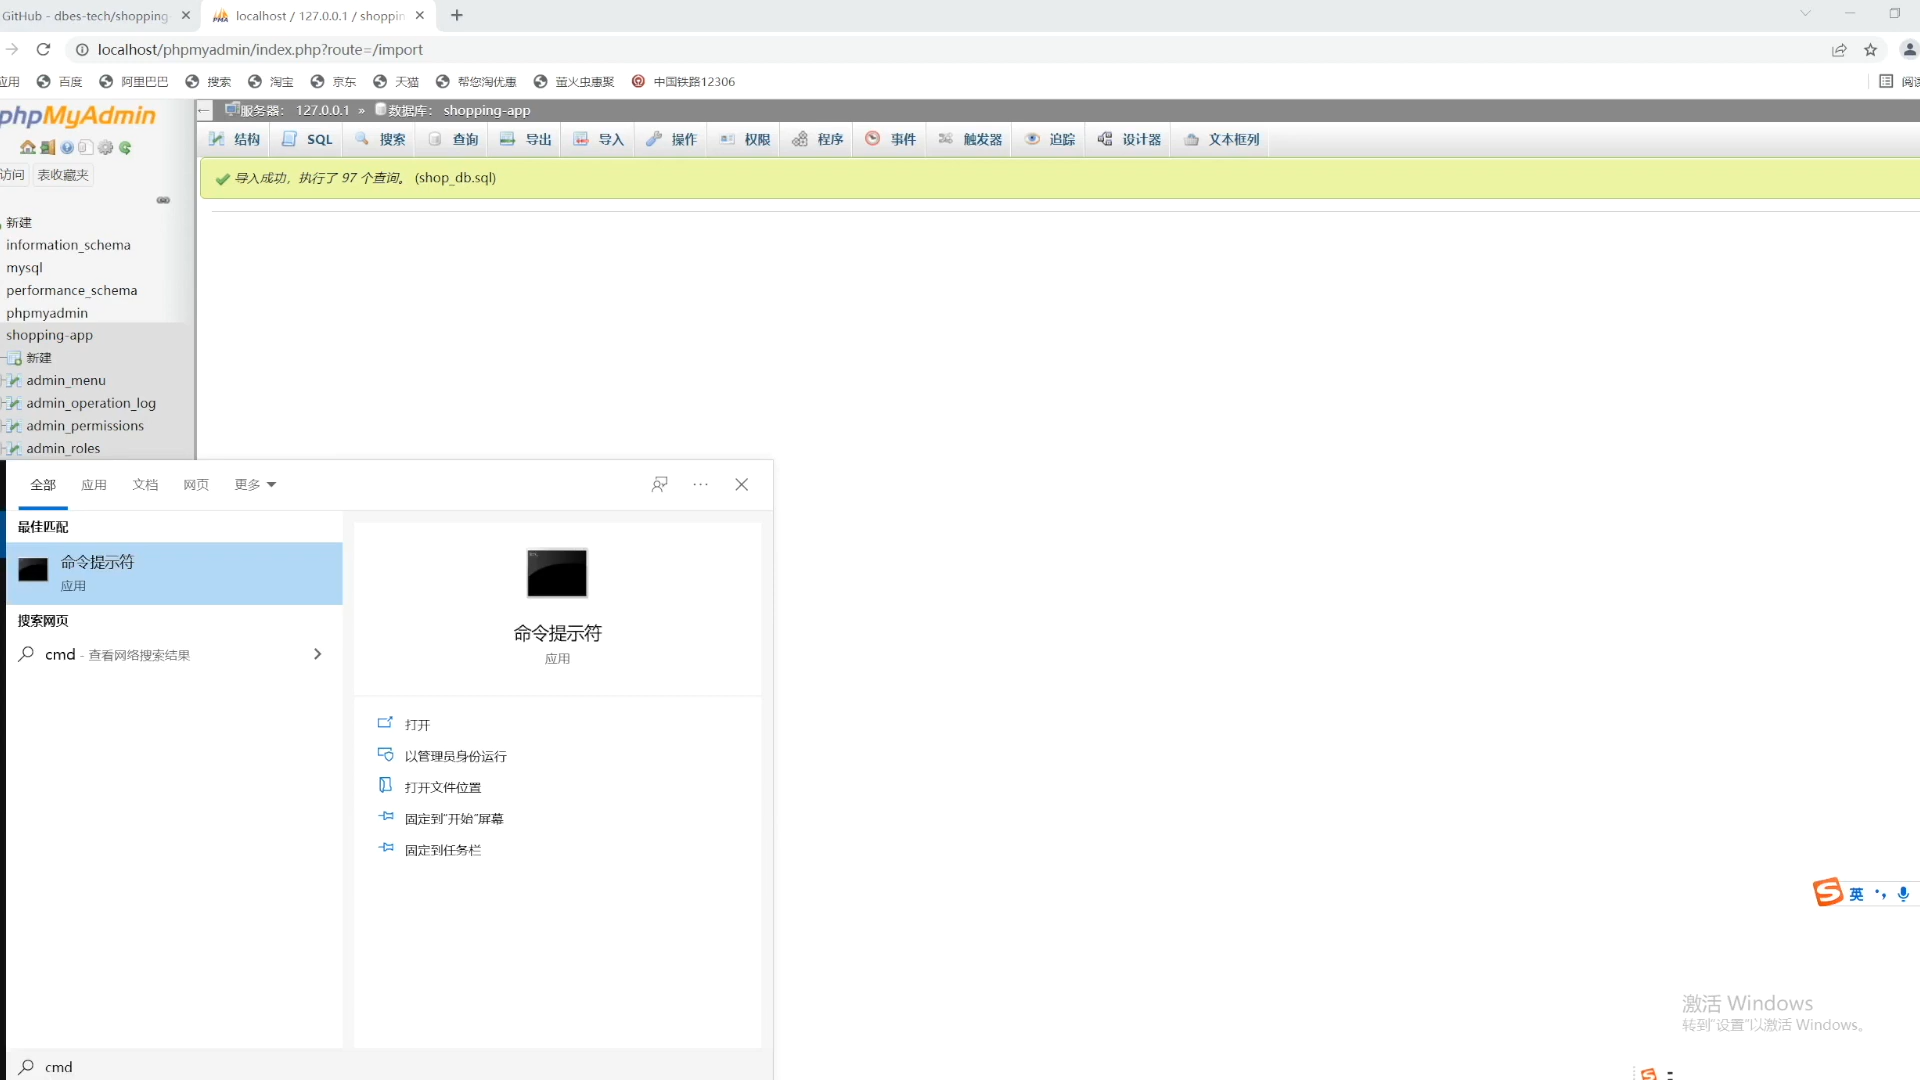 GitHub - dbes-tech/shopping-
localhost / 127.0.0.1 / shoppin
localhost/phpmyadmin/index.php?route=/import
应用 百度 阿里巴巴 搜索 淘宝 京东 天猫 帮您淘优惠 萤火虫惠聚 中国铁路12306
phpMyAdmin
服务器: 127.0.0.1 » 数据库: shopping-app
结构 SQL 搜索 查询 导出 导入 操作 权限 程序 事件 触发器 追踪 设计器 文本框列
访问 表收藏夹
导入成功，执行了 97 个查询。 (shop_db.sql)
新建
information_schema
mysql
performance_schema
phpmyadmin
shopping-app
新建
admin_menu
admin_operation_log
admin_permissions
admin_roles
全部 应用 文档 网页 更多
最佳匹配
命令提示符
应用
搜索网页
cmd - 查看网络搜索结果
命令提示符
应用
打开
以管理员身份运行
打开文件位置
固定到"开始"屏幕
固定到任务栏
英
激活 Windows
转到"设置"以激活 Windows。
cmd